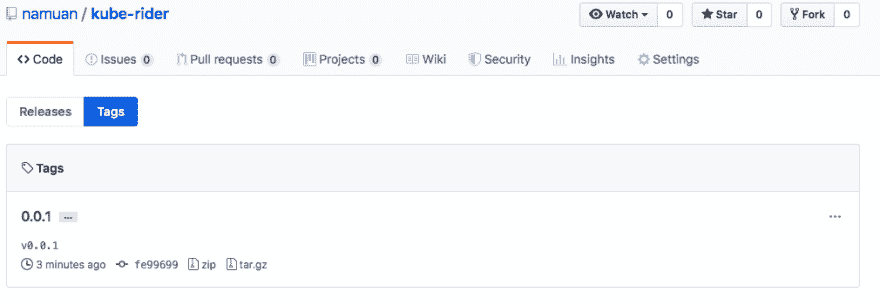 namuan / kube-rider
Watch 0 Star 0 Fork 0
Code Issues 0 Pull requests 0 Projects 0 Wiki Security Insights Settings
Releases Tags
Tags
0.0.1 ...
v0.0.1
3 minutes ago fe99699 zip tar.gz